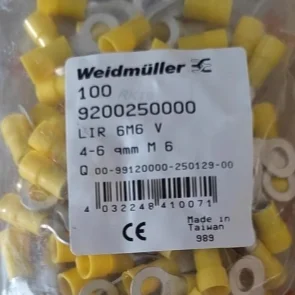 Weidmüller
100
9200250000
LIR 6M6 V
4-6 qmm M 6
Q 00-99120000-250129-00
4 032248 410071
CE
Made in
Taiwan
989